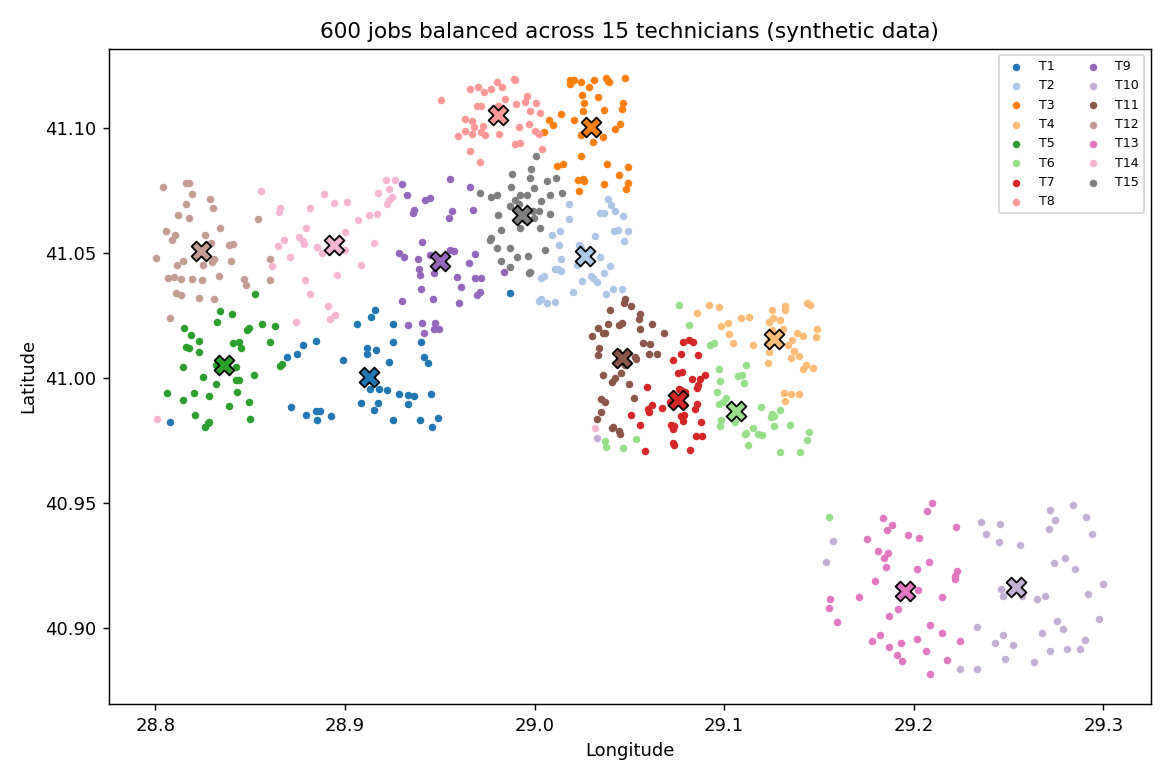 600 jobs balanced across 15 technicians (synthetic data)
T1 T9
T2 T10
T3 T11
T4 T12
T5 T13
T6 T14
T7 T15
T8
41.10
41.05
41.00
40.95
40.90
Latitude
28.8 28.9 29.0 29.1 29.2 29.3
Longitude